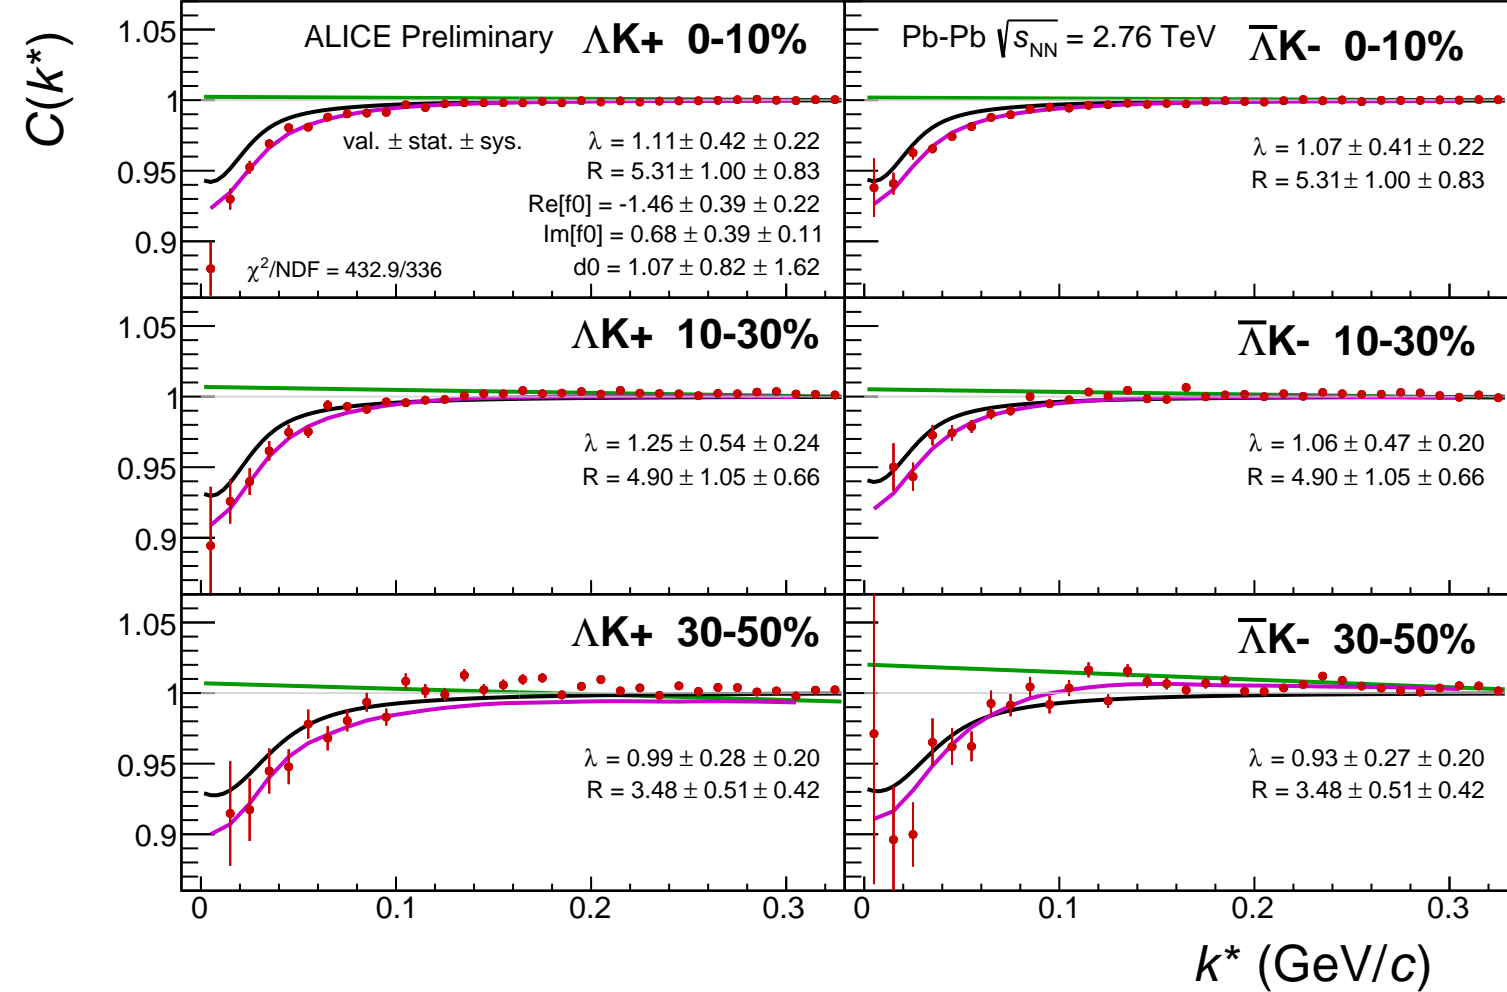 C(k*)
ALICE Preliminary ΛK+ 0-10%
1.05
1
0.95
0.9
val. ± stat. ± sys.
λ = 1.11 ± 0.42 ± 0.22
R = 5.31 ± 1.00 ± 0.83
Re[f0] = -1.46 ± 0.39 ± 0.22
Im[f0] = 0.68 ± 0.39 ± 0.11
d0 = 1.07 ± 0.82 ± 1.62
χ²/NDF = 432.9/336
Pb-Pb √sNN = 2.76 TeV Λ̅K- 0-10%
λ = 1.07 ± 0.41 ± 0.22
R = 5.31 ± 1.00 ± 0.83
ΛK+ 10-30%
1.05
1
0.95
0.9
λ = 1.25 ± 0.54 ± 0.24
R = 4.90 ± 1.05 ± 0.66
Λ̅K- 10-30%
λ = 1.06 ± 0.47 ± 0.20
R = 4.90 ± 1.05 ± 0.66
ΛK+ 30-50%
1.05
1
0.95
0.9
λ = 0.99 ± 0.28 ± 0.20
R = 3.48 ± 0.51 ± 0.42
Λ̅K- 30-50%
λ = 0.93 ± 0.27 ± 0.20
R = 3.48 ± 0.51 ± 0.42
0 0.1 0.2 0.3
0 0.1 0.2 0.3
k* (GeV/c)